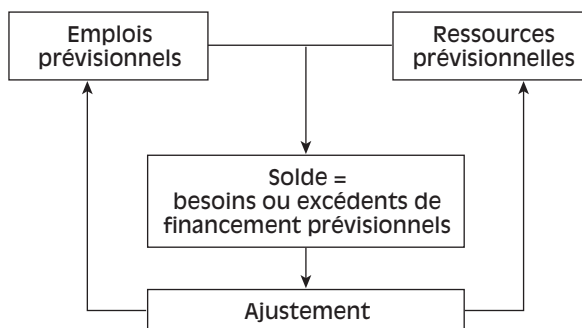 Emplois
prévisionnels
Ressources
prévisionnelles
Solde =
besoins ou excédents de
financement prévisionnels
Ajustement